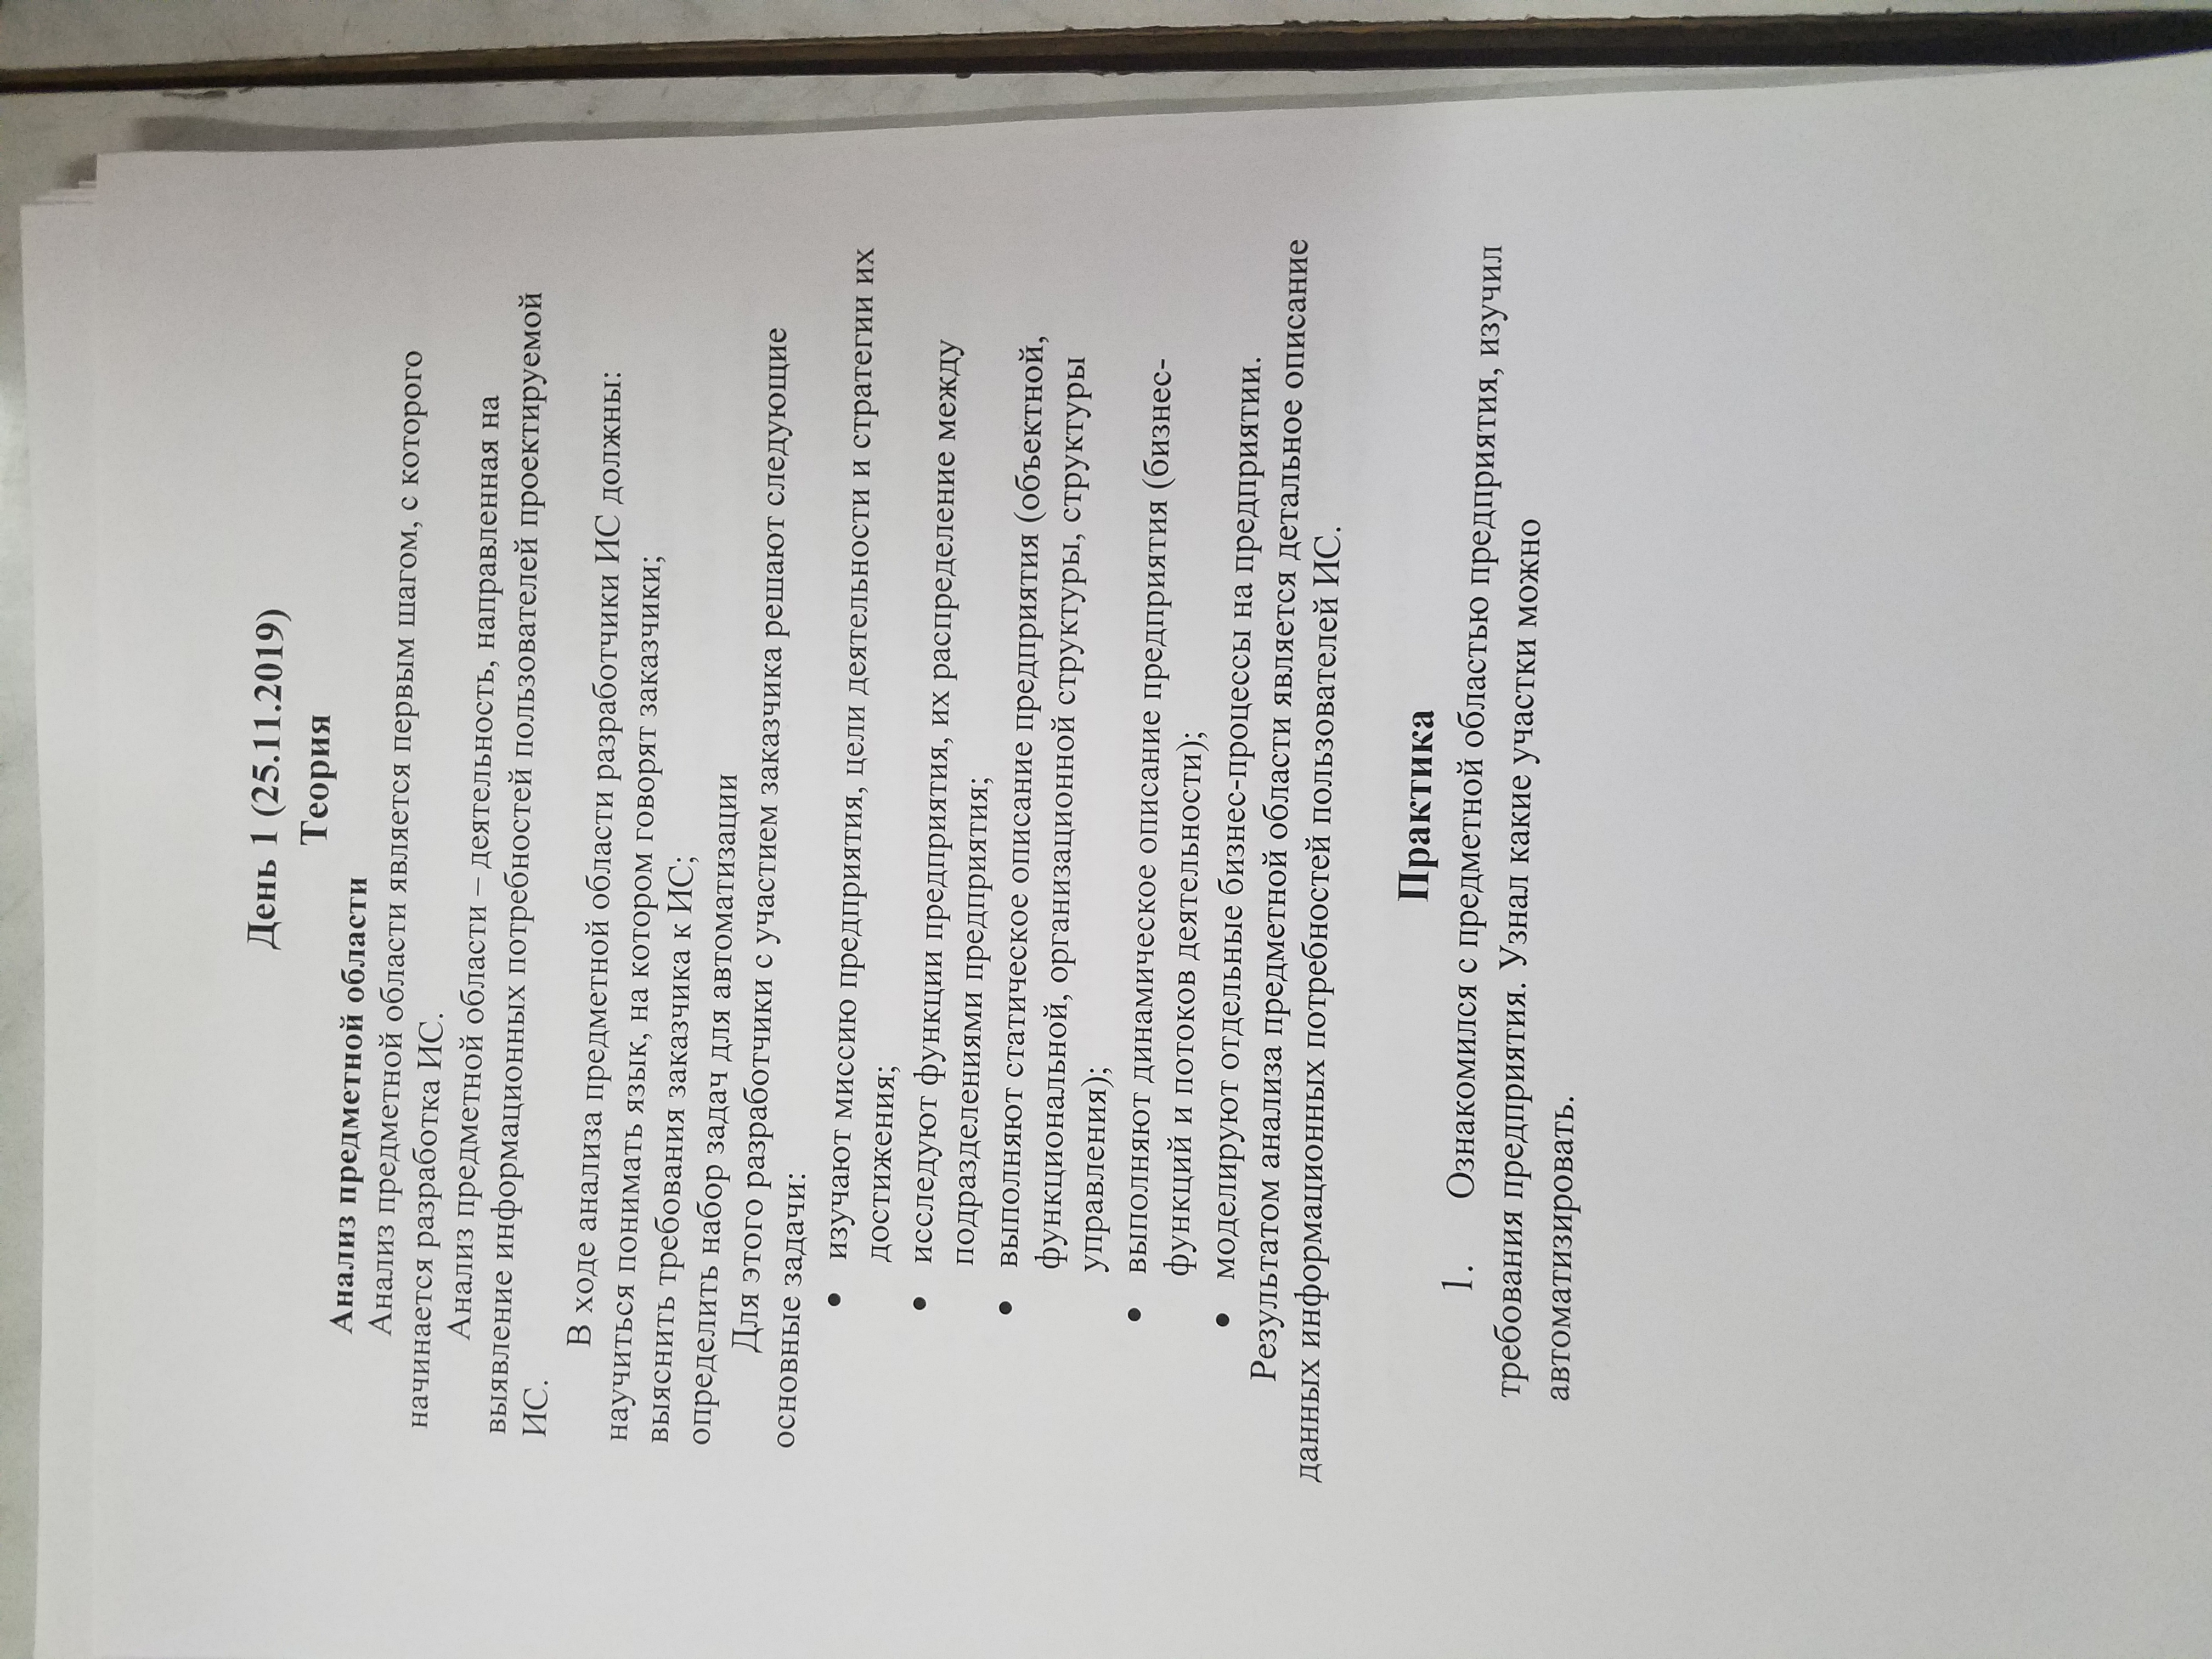 День 1 (25.11.2019)
Теория
Анализ предметной области
Анализ предметной области является первым шагом, с которого
начинается разработка ИС.
Анализ предметной области – деятельность, направленная на
выявление информационных потребностей пользователей проектируемой
ИС.
В ходе анализа предметной области разработчики ИС должны:
научиться понимать язык, на котором говорят заказчики;
выяснить требования заказчика к ИС;
определить набор задач для автоматизации
Для этого разработчики с участием заказчика решают следующие
основные задачи:
• изучают миссию предприятия, цели деятельности и стратегии их
достижения;
• исследуют функции предприятия, их распределение между
подразделениями предприятия;
• выполняют статическое описание предприятия (объектной,
функциональной, организационной структуры, структуры
управления);
• выполняют динамическое описание предприятия (бизнес-
функций и потоков деятельности);
• моделируют отдельные бизнес-процессы на предприятии.
Результатом анализа предметной области является детальное описание
данных информационных потребностей пользователей ИС.
Практика
1. Ознакомился с предметной областью предприятия, изучил
требования предприятия. Узнал какие участки можно
автоматизировать.